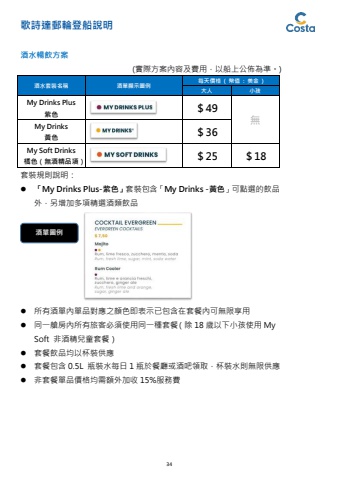 歌詩達郵輪登船說明
Costa
酒水暢飲方案
(實際方案內容及費用，以船上公佈為準。)
酒水套裝名稱 酒單顯示圖例 每天價格（幣值：美金）
大人 小孩
My Drinks Plus
紫色
MY DRINKS PLUS
$ 49
無
My Drinks
黃色
MY DRINKS
$ 36
My Soft Drinks
橘色（無酒精品項）
MY SOFT DRINKS
$ 25
$ 18
套裝規則說明：
● 「My Drinks Plus-紫色」套裝包含「My Drinks -黃色」可點選的飲品
外，另增加多項精選酒類飲品
酒單圖例
COCKTAIL EVERGREEN
EVERGREEN COCKTAILS
Mojito
Rum, lime fresco, zucchero, menta, soda
Rum, fresh lime, sugar, mint, soda water
Rum Cooler
Rum, lime e arancia freschi,
zucchero, ginger ale
Rum, fresh lime and orange,
sugar, ginger ale
● 所有酒單內單品對應之顏色即表示已包含在套餐內可無限享用
● 同一艙房內所有旅客必須使用同一種套餐（除 18 歲以下小孩使用 My
Soft 非酒精兒童套餐）
● 套餐飲品均以杯裝供應
● 套餐包含 0.5L 瓶裝水每日 1 瓶於餐廳或酒吧領取，杯裝水則無限供應
● 非套餐單品價格均需額外加收 15%服務費
34